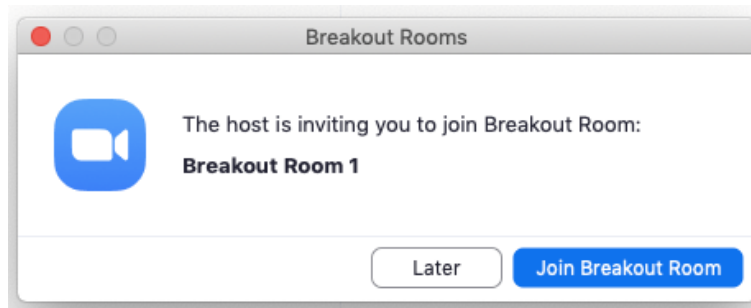 Breakout Rooms
The host is inviting you to join Breakout Room:
Breakout Room 1
Later
Join Breakout Room